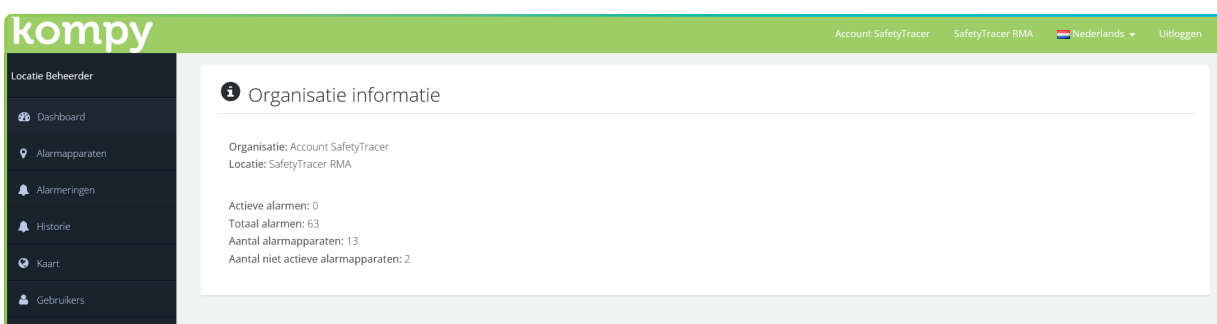 kompy
Account SafetyTracer
SafetyTracer RMA
Nederlands
Uitloggen
Locatie Beheerder
Dashboard
Alarmapparaten
Alarmeringen
Historie
Kaart
Gebruikers
Organisatie informatie
Organisatie: Account SafetyTracer
Locatie: SafetyTracer RMA
Actieve alarmen: 0
Totaal alarmen: 63
Aantal alarmapparaten: 13
Aantal niet actieve alarmapparaten: 2